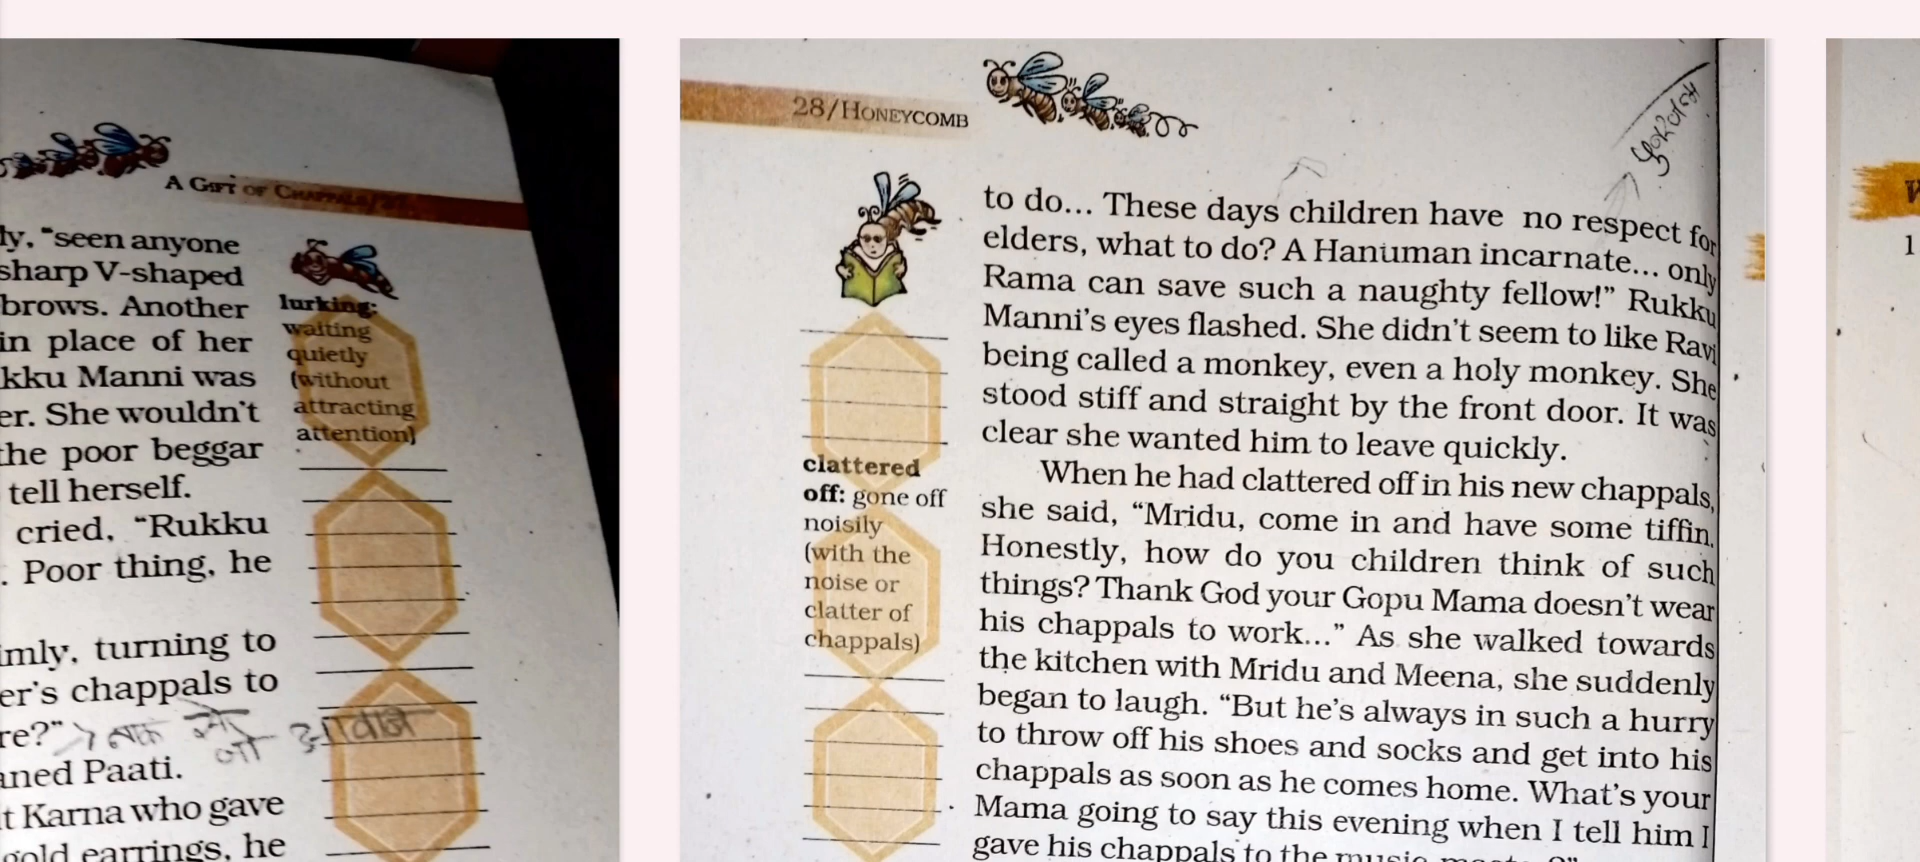 A GIFT OF CHAPPALS/27
ly, "seen anyone
sharp V-shaped
brows. Another
in place of her
kku Manni was
er. She wouldn't
the poor beggar
tell herself.
cried, "Rukku
. Poor thing, he
imly, turning to
er's chappals to
re?"
aned Paati.
t Karna who gave
gold earrings, he
lurking:
waiting
quietly
(without
attracting
attention)
28/HONEYCOMB
to do... These days children have no respect for
elders, what to do? A Hanuman incarnate... only
Rama can save such a naughty fellow!" Rukku
Manni's eyes flashed. She didn't seem to like Ravi
being called a monkey, even a holy monkey. She
stood stiff and straight by the front door. It was
clear she wanted him to leave quickly.
When he had clattered off in his new chappals,
she said, "Mridu, come in and have some tiffin.
Honestly, how do you children think of such
things? Thank God your Gopu Mama doesn't wear
his chappals to work..." As she walked towards
the kitchen with Mridu and Meena, she suddenly
began to laugh. "But he's always in such a hurry
to throw off his shoes and socks and get into his
chappals as soon as he comes home. What's your
Mama going to say this evening when I tell him I
gave his chappals to the music
clattered
off: gone off
noisily
(with the
noise or
clatter of
chappals)
1